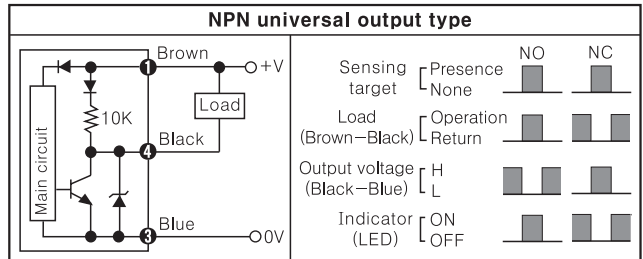 NPN universal output type
Main circuit
Brown
1
+V
10K
Load
Black
4
Blue
3
0V
NO NC
Sensing target Presence
None
Load (Brown−Black) Operation
Return
Output voltage (Black−Blue) H
L
Indicator (LED) ON
OFF